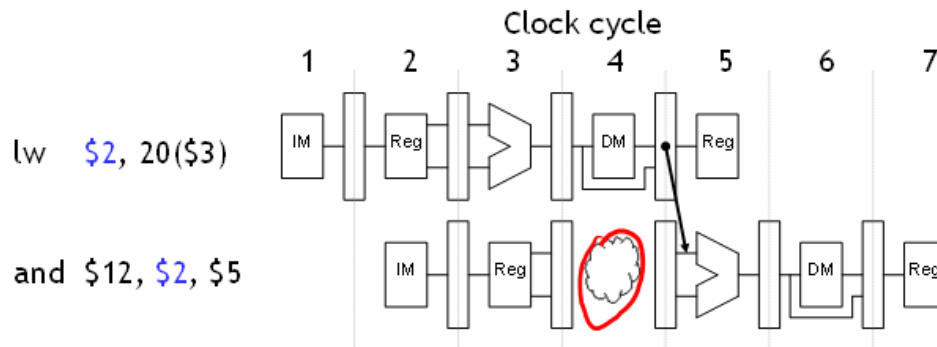 Clock cycle
1 2 3 4 5 6 7
lw $2, 20($3)
IM Reg DM Reg
and $12, $2, $5
IM Reg DM Reg